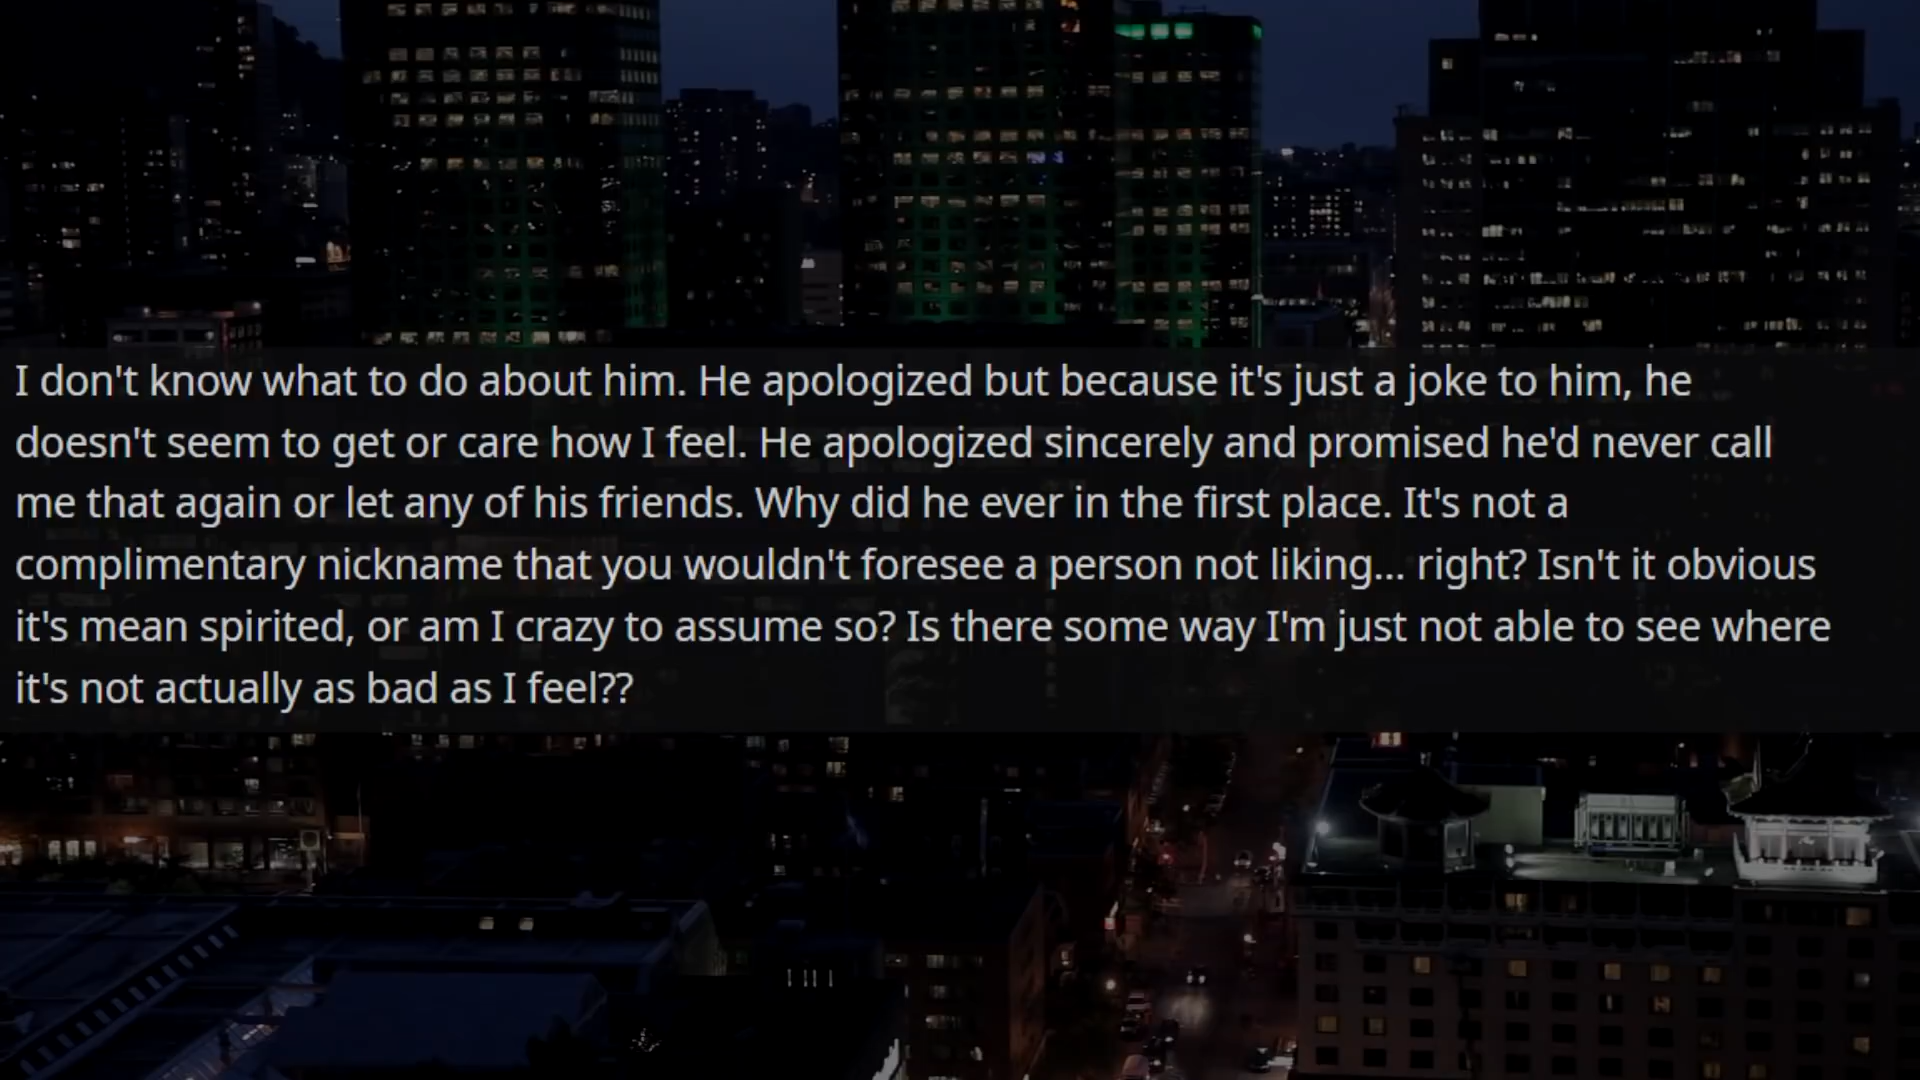 I don't know what to do about him. He apologized but because it's just a joke to him, he
doesn't seem to get or care how I feel. He apologized sincerely and promised he'd never call
me that again or let any of his friends. Why did he ever in the first place. It's not a
complimentary nickname that you wouldn't foresee a person not liking... right? Isn't it obvious
it's mean spirited, or am I crazy to assume so? Is there some way I'm just not able to see where
it's not actually as bad as I feel??